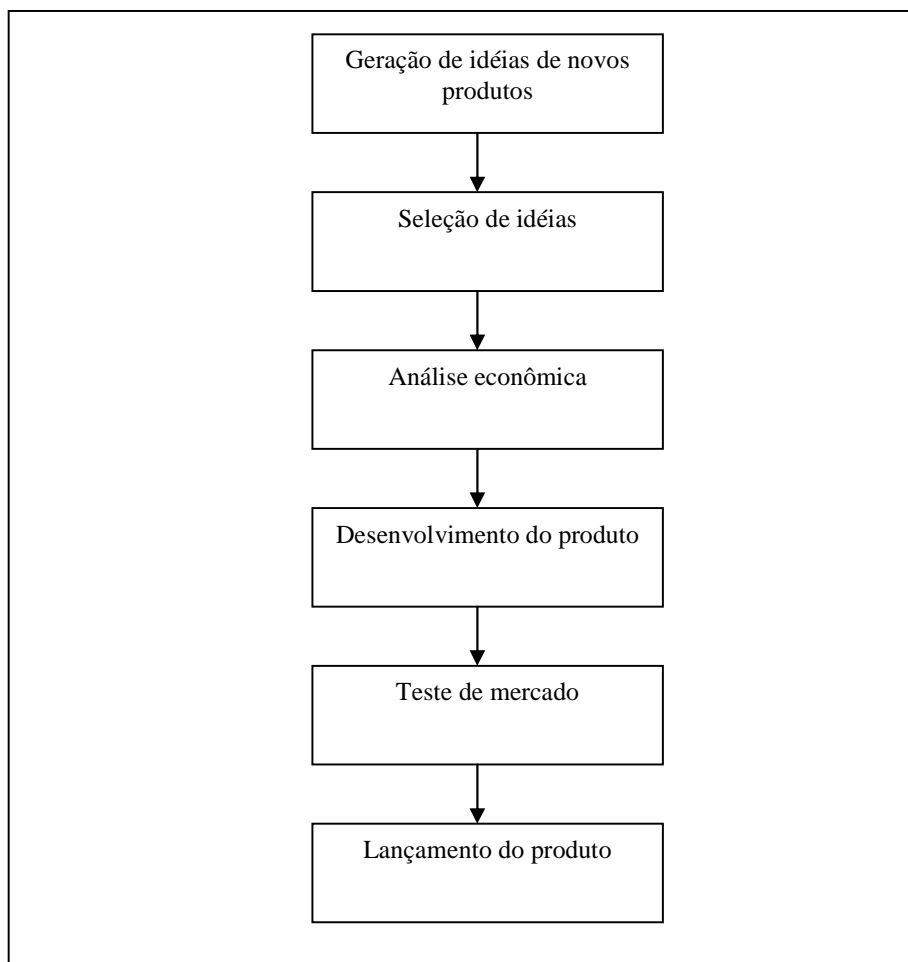 Geração de idéias de novos
produtos
Seleção de idéias
Análise econômica
Desenvolvimento do produto
Teste de mercado
Lançamento do produto